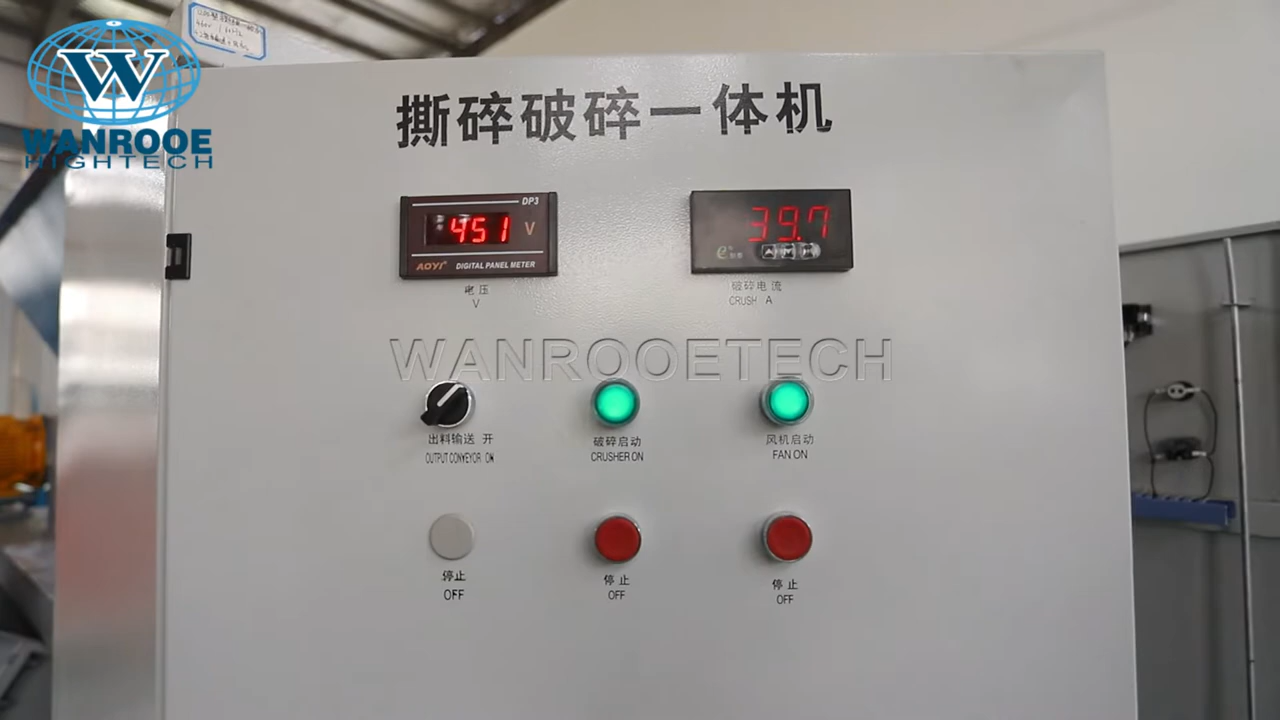 W
WANROOE
HIGHTECH
撕碎破碎一体机
DP3
451 V
AOYI DIGITAL PANEL METER
39.7
电压
V
破碎电流
CRUSH A
WANROOETECH
出料输送 开
OUTPUT CONVEYOR ON
破碎启动
CRUSHER ON
风机启动
FAN ON
停止
OFF
停止
OFF
停止
OFF